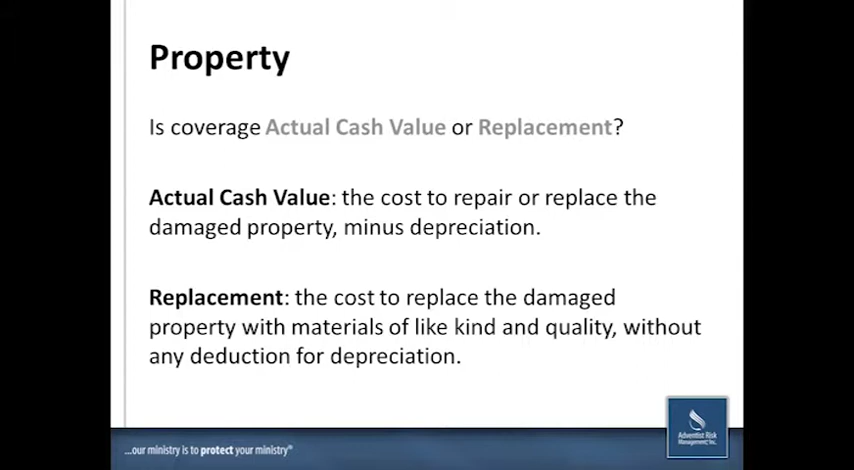 Property
Is coverage Actual Cash Value or Replacement?
Actual Cash Value: the cost to repair or replace the
damaged property, minus depreciation.
Replacement: the cost to replace the damaged
property with materials of like kind and quality, without
any deduction for depreciation.
Adventist Risk
Management, Inc.
...our ministry is to protect your ministry®